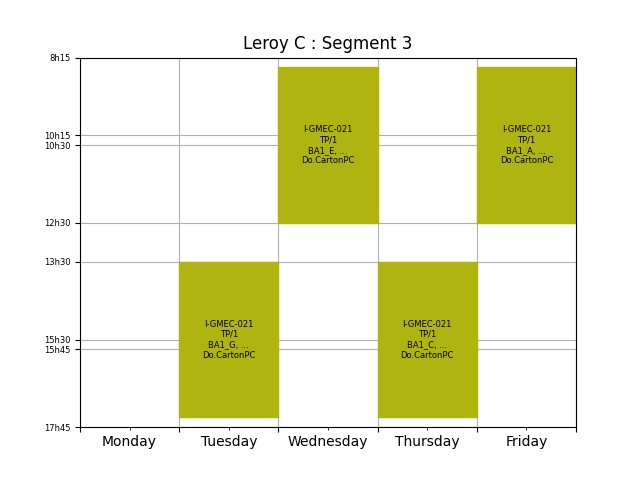 Leroy C : Segment 3
8h15
10h15
10h30
12h30
13h30
15h30
15h45
17h45
I-GMEC-021
TP/1
BA1_E, ...
Do.CartonPC
I-GMEC-021
TP/1
BA1_A, ...
Do.CartonPC
I-GMEC-021
TP/1
BA1_G, ...
Do.CartonPC
I-GMEC-021
TP/1
BA1_C, ...
Do.CartonPC
Monday Tuesday Wednesday Thursday Friday